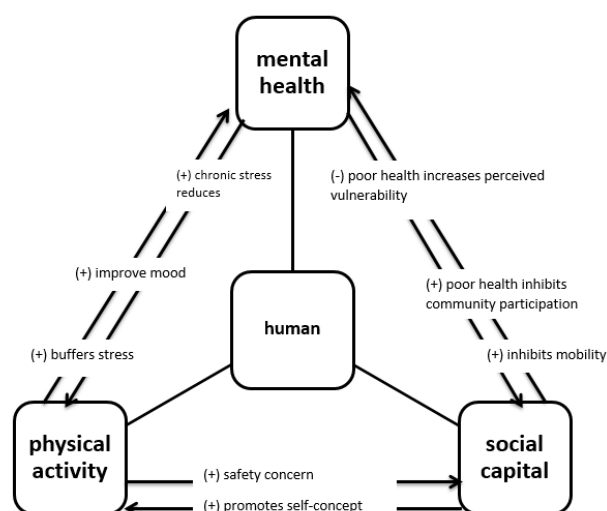 mental
health
(+) chronic stress
reduces
(-) poor health increases perceived
vulnerability
(+) improve mood
(+) poor health inhibits
community participation
human
(+) buffers stress
(+) inhibits mobility
physical
activity
social
capital
(+) safety concern
(+) promotes self-concept